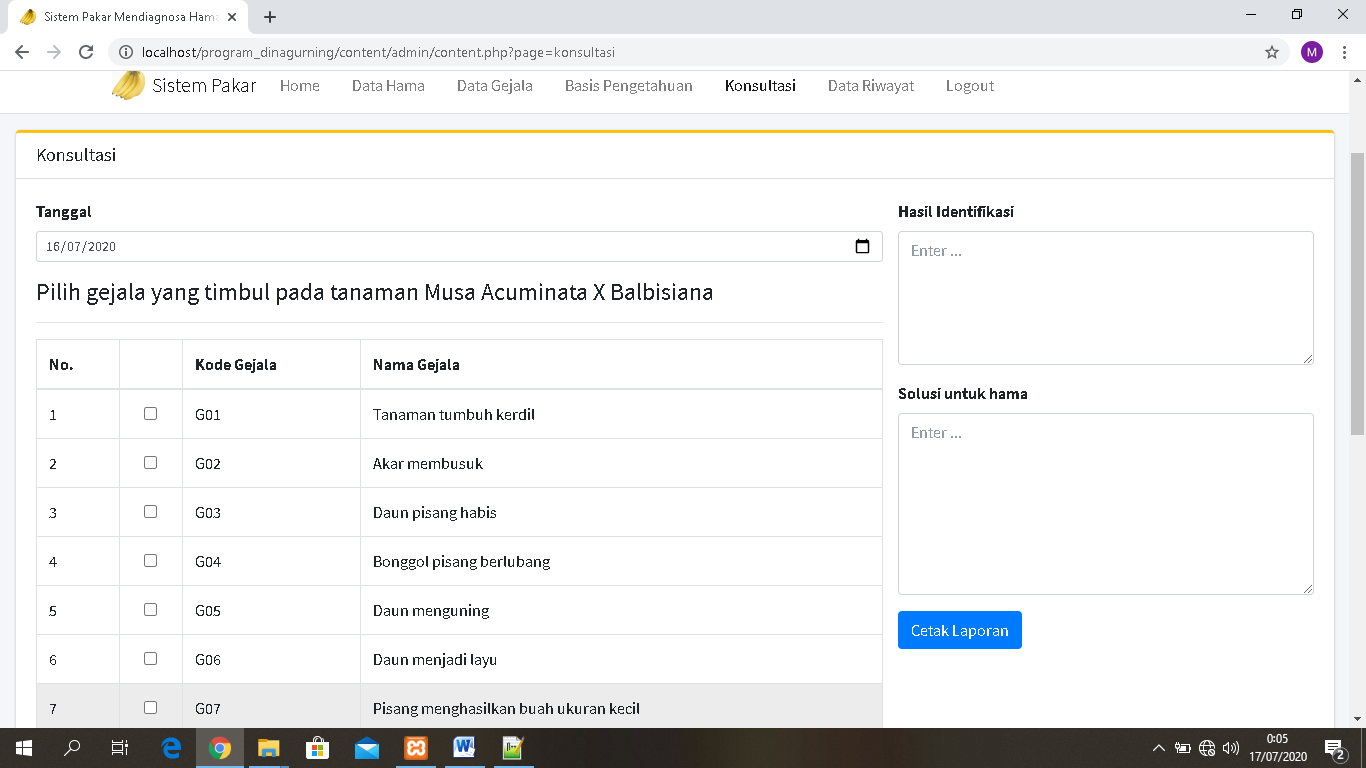 Sistem Pakar Mendiagnosa Hama
localhost/program_dinagurning/content/admin/content.php?page=konsultasi
M
Sistem Pakar Home Data Hama Data Gejala Basis Pengetahuan Konsultasi Data Riwayat Logout
Konsultasi
Tanggal
16/07/2020
Pilih gejala yang timbul pada tanaman Musa Acuminata X Balbisiana
No. Kode Gejala Nama Gejala
1 G01 Tanaman tumbuh kerdil
2 G02 Akar membusuk
3 G03 Daun pisang habis
4 G04 Bonggol pisang berlubang
5 G05 Daun menguning
6 G06 Daun menjadi layu
7 G07 Pisang menghasilkan buah ukuran kecil
Hasil Identifikasi
Enter ...
Solusi untuk hama
Enter ...
Cetak Laporan
0:05
17/07/2020
2